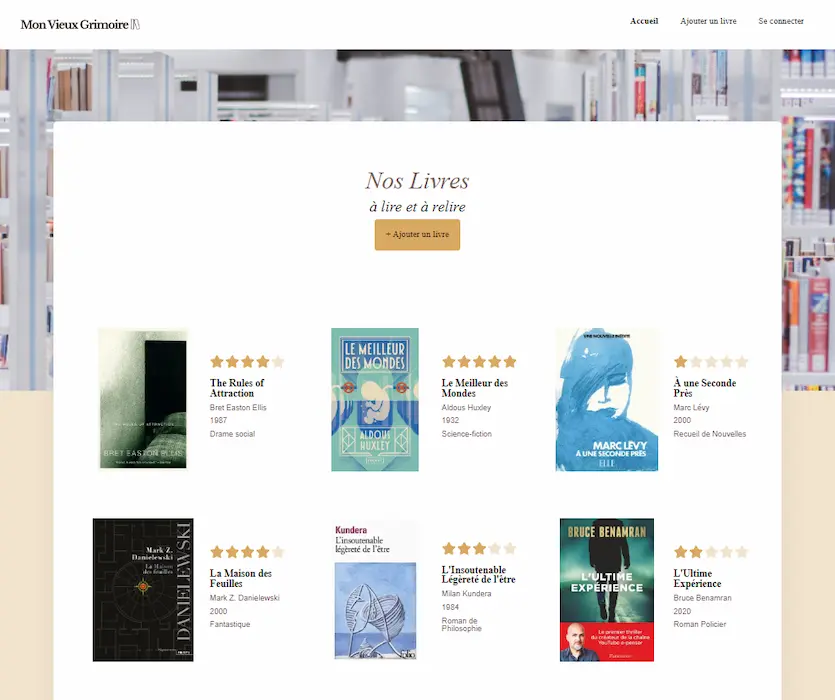 Mon Vieux Grimoire
Accueil
Ajouter un livre
Se connecter
Nos Livres
à lire et à relire
+ Ajouter un livre
THE RULES OF ATTRACTION
BRET EASTON ELLIS
The Rules of
Attraction
Bret Easton Ellis
1987
Drame social
LE MEILLEUR
DES MONDES
ALDOUS
HUXLEY
Le Meilleur des
Mondes
Aldous Huxley
1932
Science-fiction
UNE NOUVELLE INÉDITE
MARC LÉVY
À UNE SECONDE PRÈS
ELLE
À une Seconde
Près
Marc Lévy
2000
Recueil de Nouvelles
Mark Z.
Danielewski
La Maison
des feuilles
DANIELEWSKI
La Maison des
Feuilles
Mark Z. Danielewski
2000
Fantastique
Kundera
L'insoutenable
légèreté de l'être
folio
L'Insoutenable
Légèreté de l'être
Milan Kundera
1984
Roman de
Philosophie
BRUCE BENAMRAN
L'ULTIME
EXPÉRIENCE
Le premier thriller
du créateur de la chaîne
YouTube e-penser
Flammarion
L'Ultime
Expérience
Bruce Benamran
2020
Roman Policier